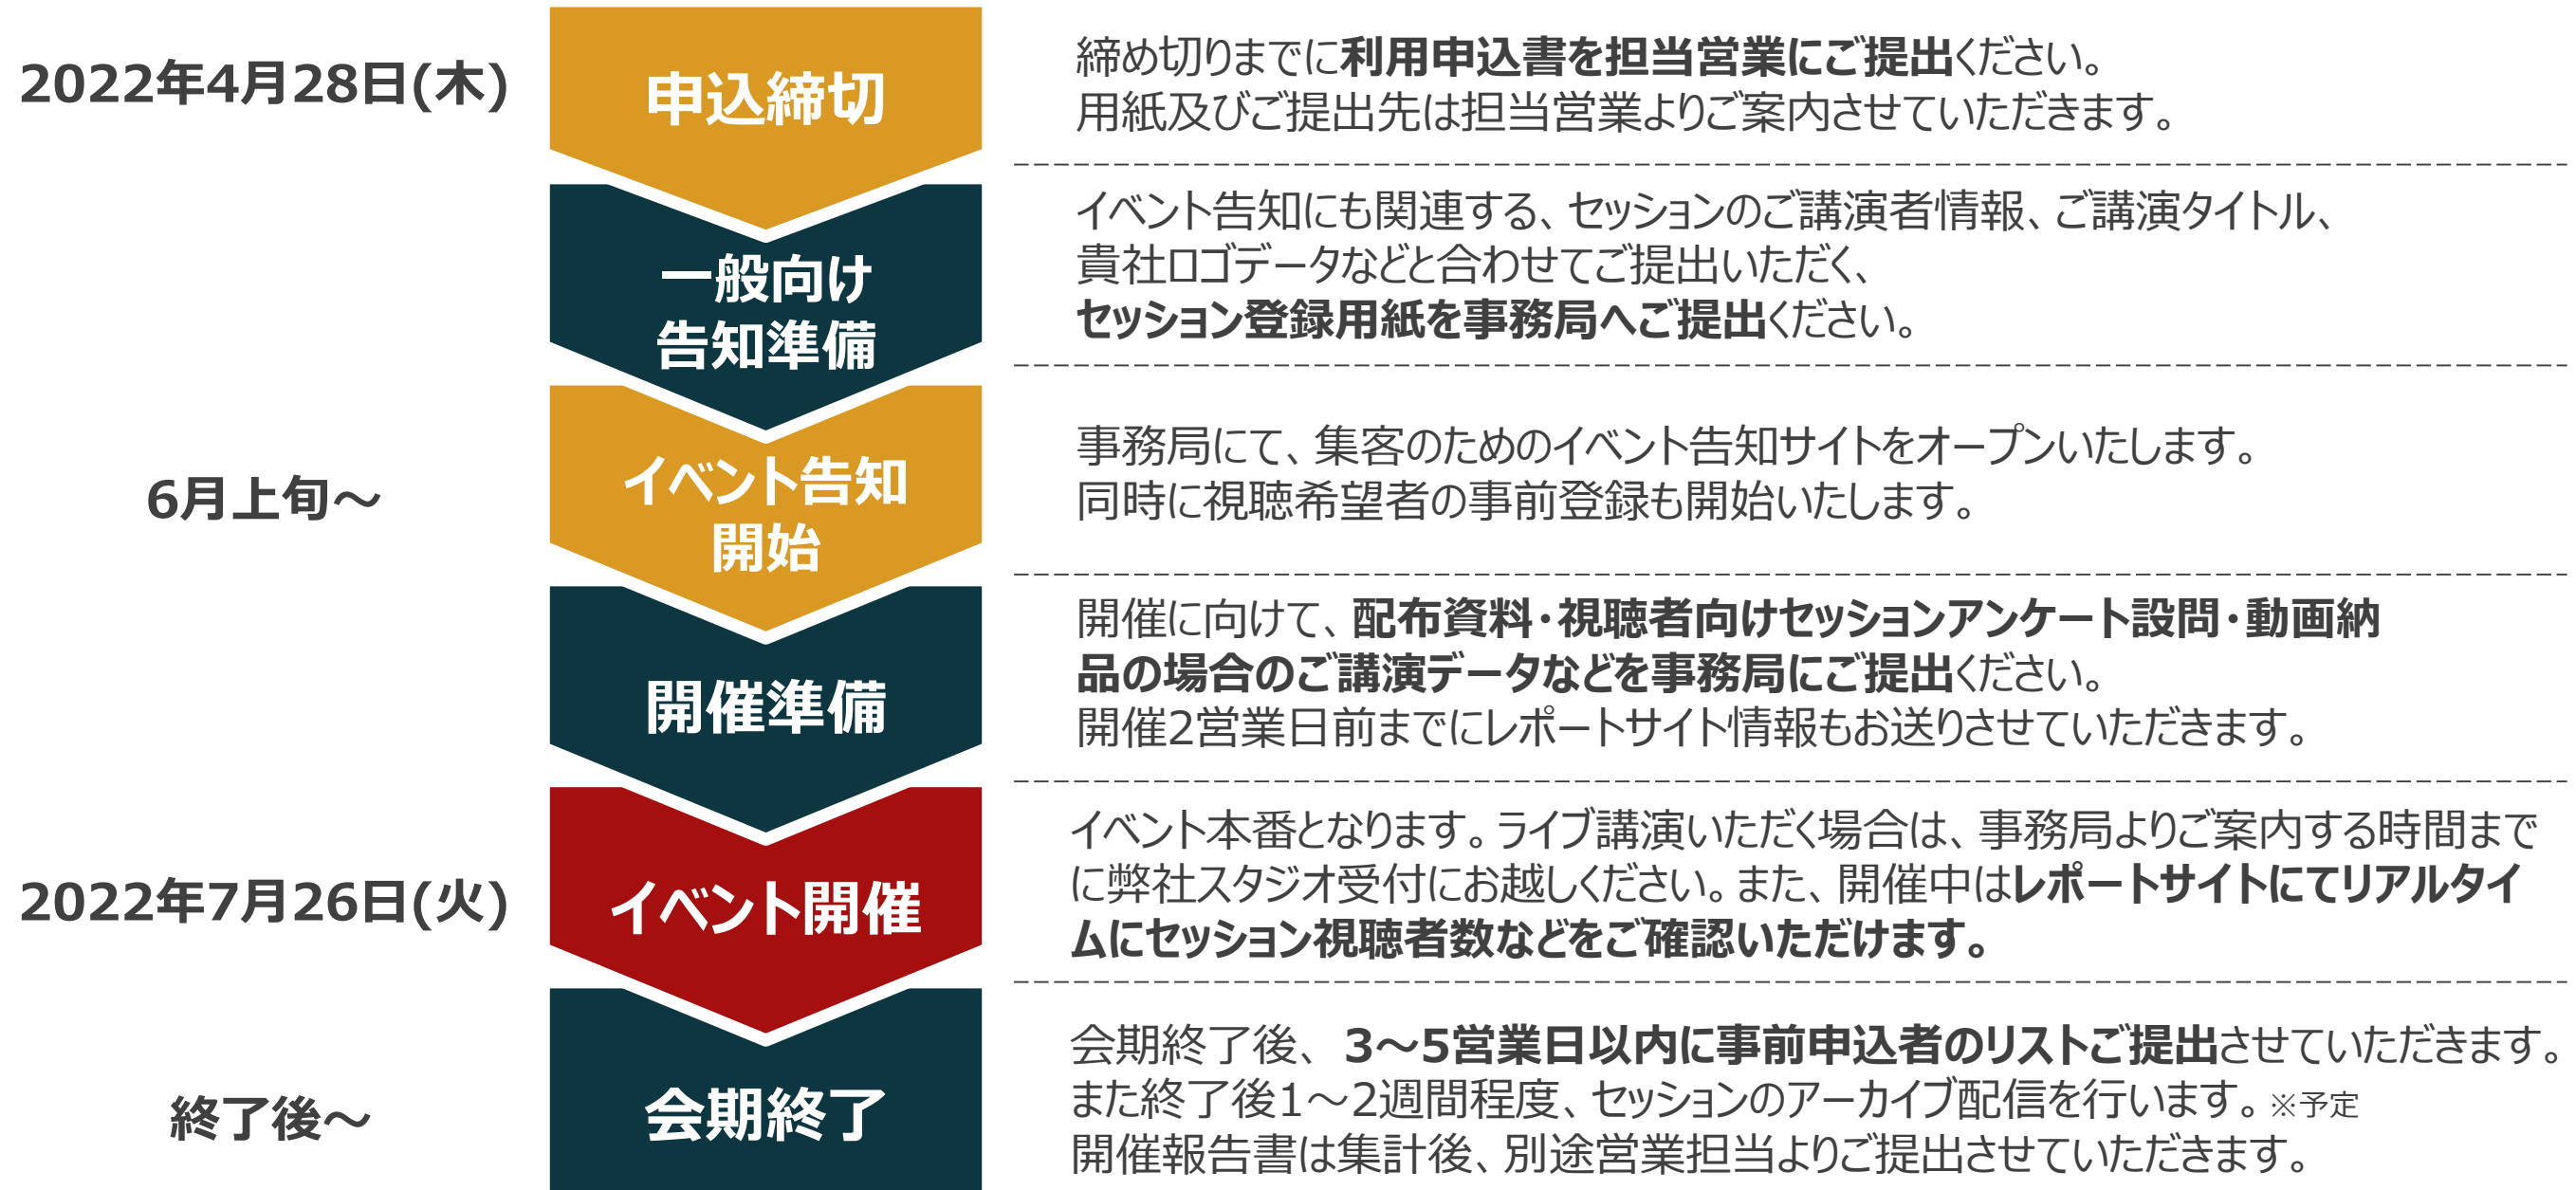 2022年4月28日(木)
申込締切
締め切りまでに利用申込書を担当営業にご提出ください。
用紙及びご提出先は担当営業よりご案内させていただきます。
一般向け
告知準備
イベント告知にも関連する、セッションのご講演者情報、ご講演タイトル、
貴社ロゴデータなどと合わせてご提出いただく、
セッション登録用紙を事務局へご提出ください。
6月上旬～
イベント告知
開始
事務局にて、集客のためのイベント告知サイトをオープンいたします。
同時に視聴希望者の事前登録も開始いたします。
開催準備
開催に向けて、配布資料・視聴者向けセッションアンケート設問・動画納
品の場合のご講演データなどを事務局にご提出ください。
開催2営業日前までにレポートサイト情報もお送りさせていただきます。
2022年7月26日(火)
イベント開催
イベント本番となります。ライブ講演いただく場合は、事務局よりご案内する時間まで
に弊社スタジオ受付にお越しください。また、開催中はレポートサイトにてリアルタイ
ムにセッション視聴者数などをご確認いただけます。
終了後～
会期終了
会期終了後、3～5営業日以内に事前申込者のリストご提出させていただきます。
また終了後1～2週間程度、セッションのアーカイブ配信を行います。※予定
開催報告書は集計後、別途営業担当よりご提出させていただきます。